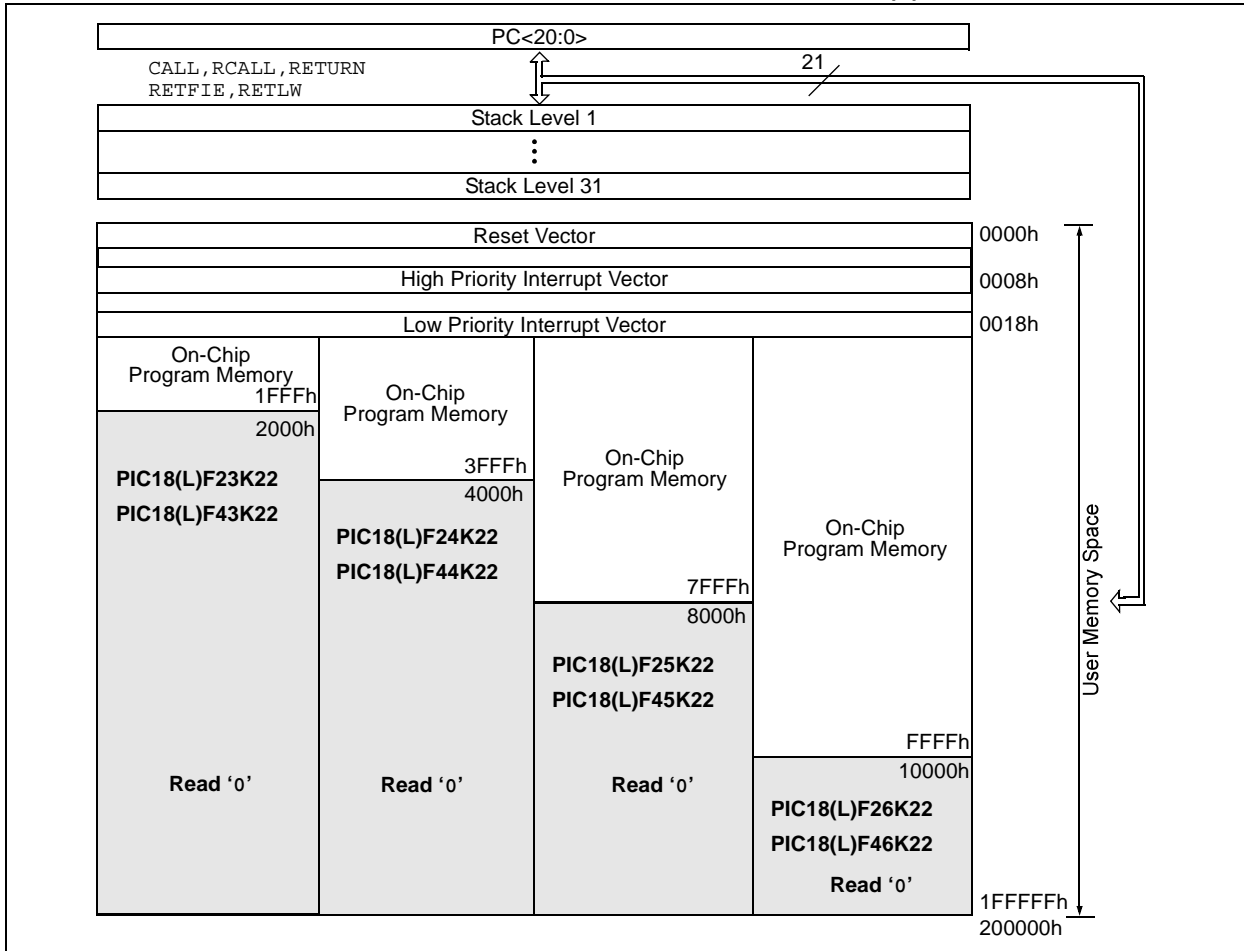 PC<20:0>
CALL,RCALL,RETURN
RETFIE,RETLW
21
Stack Level 1
Stack Level 31
Reset Vector
0000h
High Priority Interrupt Vector
0008h
Low Priority Interrupt Vector
0018h
On-Chip
Program Memory
1FFFh
2000h
PIC18(L)F23K22
PIC18(L)F43K22
Read ‘0’
On-Chip
Program Memory
3FFFh
4000h
PIC18(L)F24K22
PIC18(L)F44K22
Read ‘0’
On-Chip
Program Memory
7FFFh
8000h
PIC18(L)F25K22
PIC18(L)F45K22
Read ‘0’
On-Chip
Program Memory
FFFFh
10000h
PIC18(L)F26K22
PIC18(L)F46K22
Read ‘0’
User Memory Space
1FFFFFh
200000h